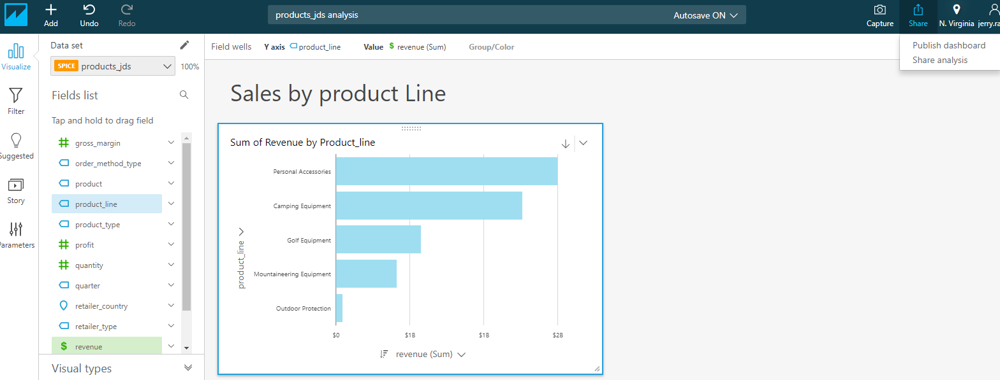 Add
Undo
Redo
products_jds analysis
Autosave ON
Capture
Share
N. Virginia
jerry.ra
Publish dashboard
Share analysis
Visualize
Filter
Suggested
Story
Parameters
Data set
SPICE products_jds
100%
Fields list
Tap and hold to drag field
gross_margin
order_method_type
product
product_line
product_type
profit
quantity
quarter
retailer_country
retailer_type
$ revenue
Visual types
Field wells
Y axis product_line
Value $ revenue (Sum)
Group/Color
Sales by product Line
Sum of Revenue by Product_line
product_line
Personal Accessories
Camping Equipment
Golf Equipment
Mountaineering Equipment
Outdoor Protection
$0 $1B $1B $2B
revenue (Sum)